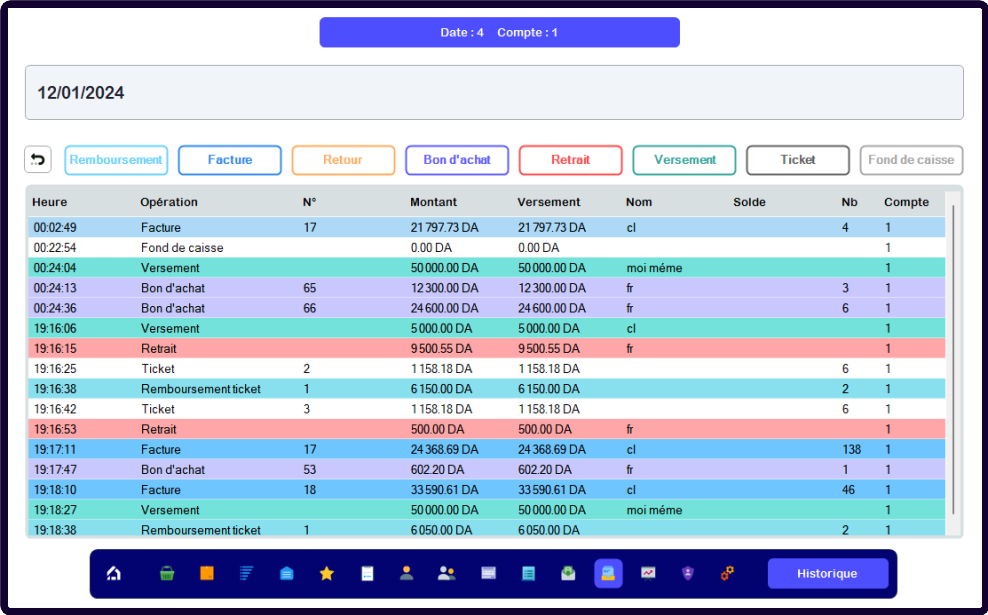 Date : 4 Compte : 1
12/01/2024
Remboursement Facture Retour Bon d'achat Retrait Versement Ticket Fond de caisse
Heure Opération N° Montant Versement Nom Solde Nb Compte
00:02:49 Facture 17 21 797.73 DA 21 797.73 DA cl 4 1
00:22:54 Fond de caisse 0.00 DA 0.00 DA 1
00:24:04 Versement 50 000.00 DA 50 000.00 DA moi méme 1
00:24:13 Bon d'achat 65 12 300.00 DA 12 300.00 DA fr 3 1
00:24:36 Bon d'achat 66 24 600.00 DA 24 600.00 DA fr 6 1
19:16:06 Versement 5 000.00 DA 5 000.00 DA cl 1
19:16:15 Retrait 9 500.55 DA 9 500.55 DA fr 1
19:16:25 Ticket 2 1 158.18 DA 1 158.18 DA 6 1
19:16:38 Remboursement ticket 1 6 150.00 DA 6 150.00 DA 2 1
19:16:42 Ticket 3 1 158.18 DA 1 158.18 DA 6 1
19:16:53 Retrait 500.00 DA 500.00 DA fr 1
19:17:11 Facture 17 24 368.69 DA 24 368.69 DA cl 138 1
19:17:47 Bon d'achat 53 602.20 DA 602.20 DA fr 1 1
19:18:10 Facture 18 33 590.61 DA 33 590.61 DA cl 46 1
19:18:27 Versement 50 000.00 DA 50 000.00 DA moi méme 1
19:18:38 Remboursement ticket 1 6 050.00 DA 6 050.00 DA 2 1
Historique